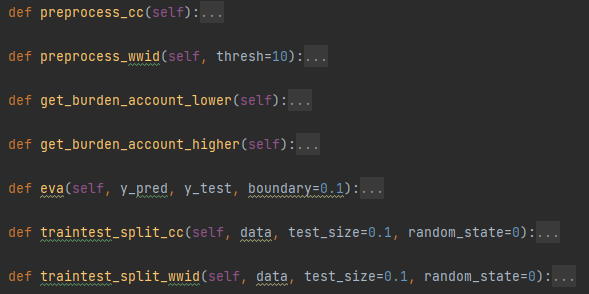 def preprocess_cc(self):...
def preprocess_wwid(self, thresh=10):...
def get_burden_account_lower(self):...
def get_burden_account_higher(self):...
def eva(self, y_pred, y_test, boundary=0.1):...
def traintest_split_cc(self, data, test_size=0.1, random_state=0):...
def traintest_split_wwid(self, data, test_size=0.1, random_state=0):...